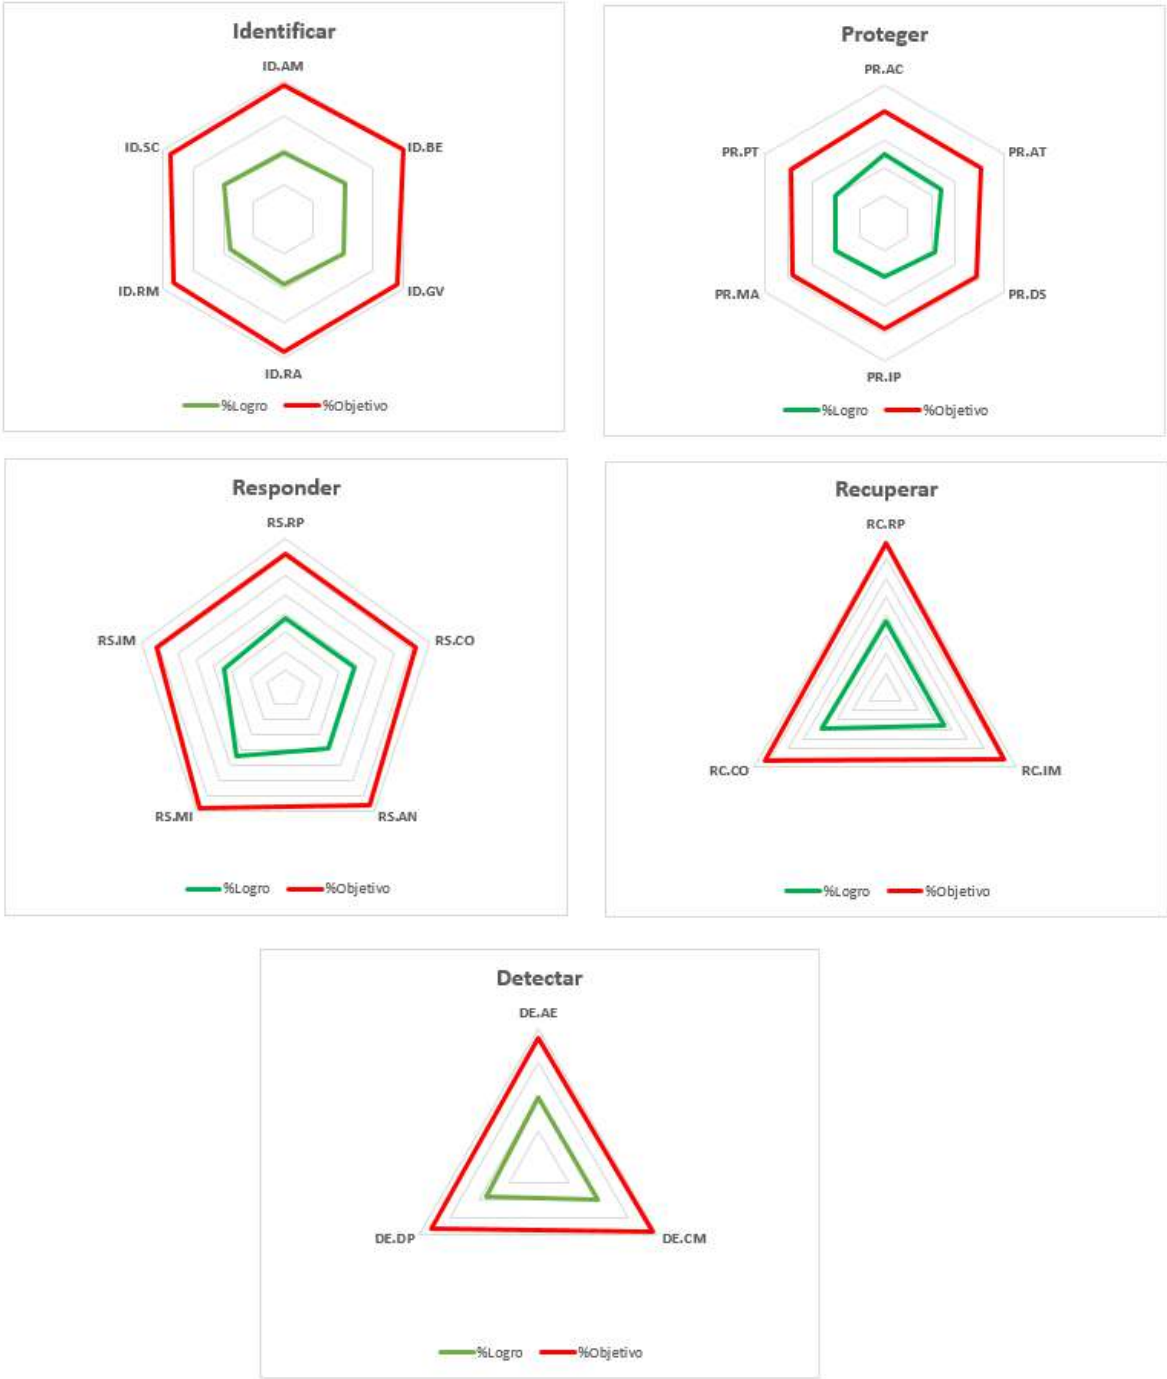 Identificar
ID.AM
ID.SC
ID.BE
ID.RM
ID.GV
ID.RA
%Logro %Objetivo
Proteger
PR.AC
PR.PT
PR.AT
PR.MA
PR.DS
PR.IP
%Logro %Objetivo
Responder
RS.RP
RS.IM
RS.CO
RS.MI
RS.AN
%Logro %Objetivo
Recuperar
RC.RP
RC.CO
RC.IM
%Logro %Objetivo
Detectar
DE.AE
DE.DP
DE.CM
%Logro %Objetivo